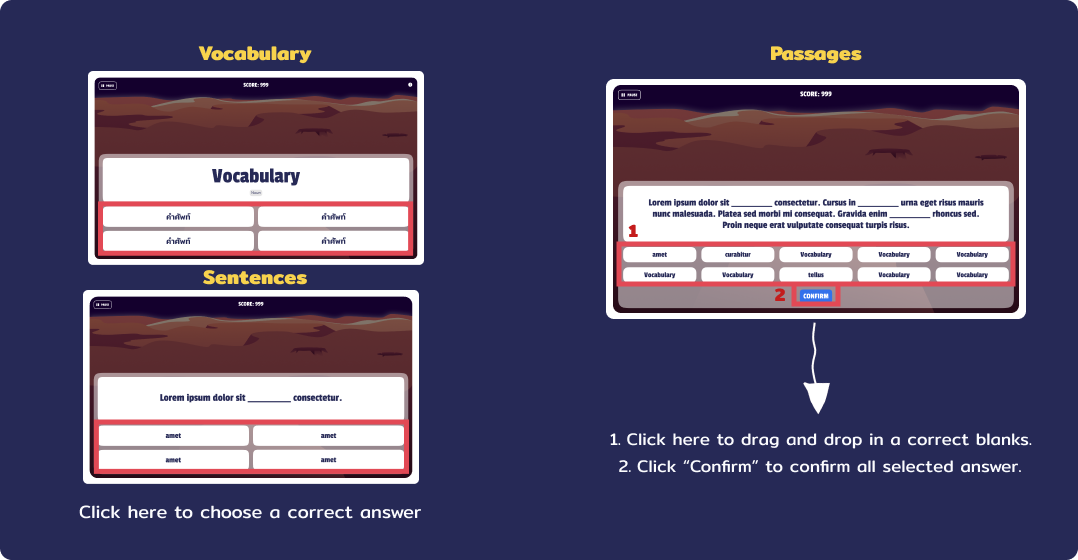 Vocabulary
PAUSE
SCORE: 999
Vocabulary
Noun
คำศัพท์
คำศัพท์
คำศัพท์
คำศัพท์
Sentences
PAUSE
SCORE: 999
Lorem ipsum dolor sit ________ consectetur.
amet
amet
amet
amet
Click here to choose a correct answer
Passages
PAUSE
SCORE: 999
Lorem ipsum dolor sit ________ consectetur. Cursus in ________ urna eget risus mauris
nunc malesuada. Platea sed morbi mi consequat. Gravida enim ________ rhoncus sed.
Proin neque erat vulputate consequat turpis risus.
1
amet
curabitur
Vocabulary
Vocabulary
Vocabulary
Vocabulary
Vocabulary
tellus
Vocabulary
Vocabulary
2
CONFIRM
1. Click here to drag and drop in a correct blanks.
2. Click “Confirm” to confirm all selected answer.